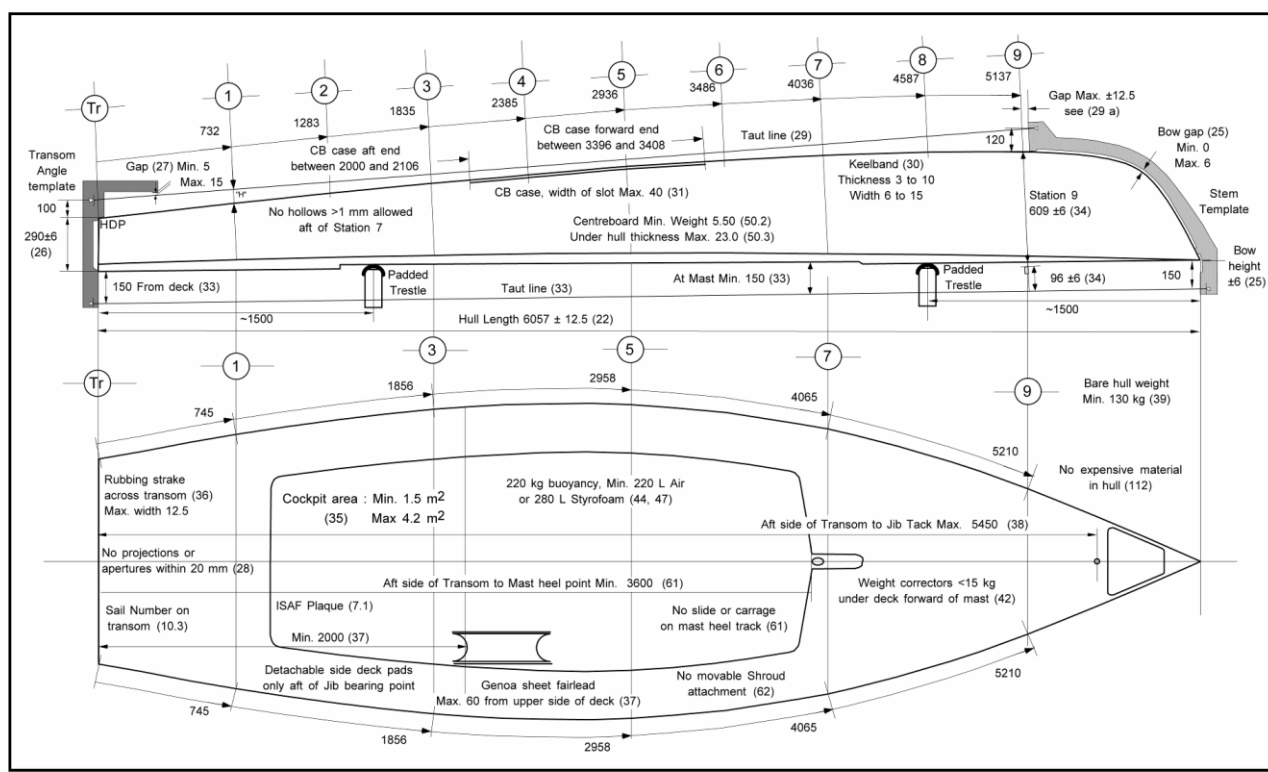 9
8
7
6
5
4
3
2
1
Tr
5137
4587
4036
3486
2936
2385
1835
1283
732
Gap Max. ±12.5
see (29 a)
CB case forward end
between 3396 and 3408
Taut line (29)
120
Bow gap (25)
Min. 0
Max. 6
CB case aft end
between 2000 and 2106
Transom
Angle
template
Gap (27) Min. 5
Max. 15
Keelband (30)
Thickness 3 to 10
Width 6 to 15
"H"
CB case, width of slot Max. 40 (31)
Station 9
609 ±6 (34)
Stem
Template
100
HDP
No hollows >1 mm allowed
aft of Station 7
Centreboard Min. Weight 5.50 (50.2)
Under hull thickness Max. 23.0 (50.3)
290±6
(26)
Bow
height
±6 (25)
150 From deck (33)
Padded
Trestle
Taut line (33)
At Mast Min. 150 (33)
Padded
Trestle
96 ±6 (34)
150
~1500
~1500
Hull Length 6057 ± 12.5 (22)
Tr
1
3
5
7
9
745
1856
2958
4065
5210
Bare hull weight
Min. 130 kg (39)
Rubbing strake
across transom (36)
Max. width 12.5
Cockpit area : Min. 1.5 m2
(35) Max 4.2 m2
220 kg buoyancy, Min. 220 L Air
or 280 L Styrofoam (44, 47)
No expensive material
in hull (112)
Aft side of Transom to Jib Tack Max. 5450 (38)
No projections or
apertures within 20 mm (28)
Aft side of Transom to Mast heel point Min. 3600 (61)
Weight correctors <15 kg
under deck forward of mast (42)
Sail Number on
transom (10.3)
ISAF Plaque (7.1)
No slide or carrage
on mast heel track (61)
Min. 2000 (37)
Detachable side deck pads
only aft of Jib bearing point
Genoa sheet fairlead
Max. 60 from upper side of deck (37)
No movable Shroud
attachment (62)
745
1856
2958
4065
5210